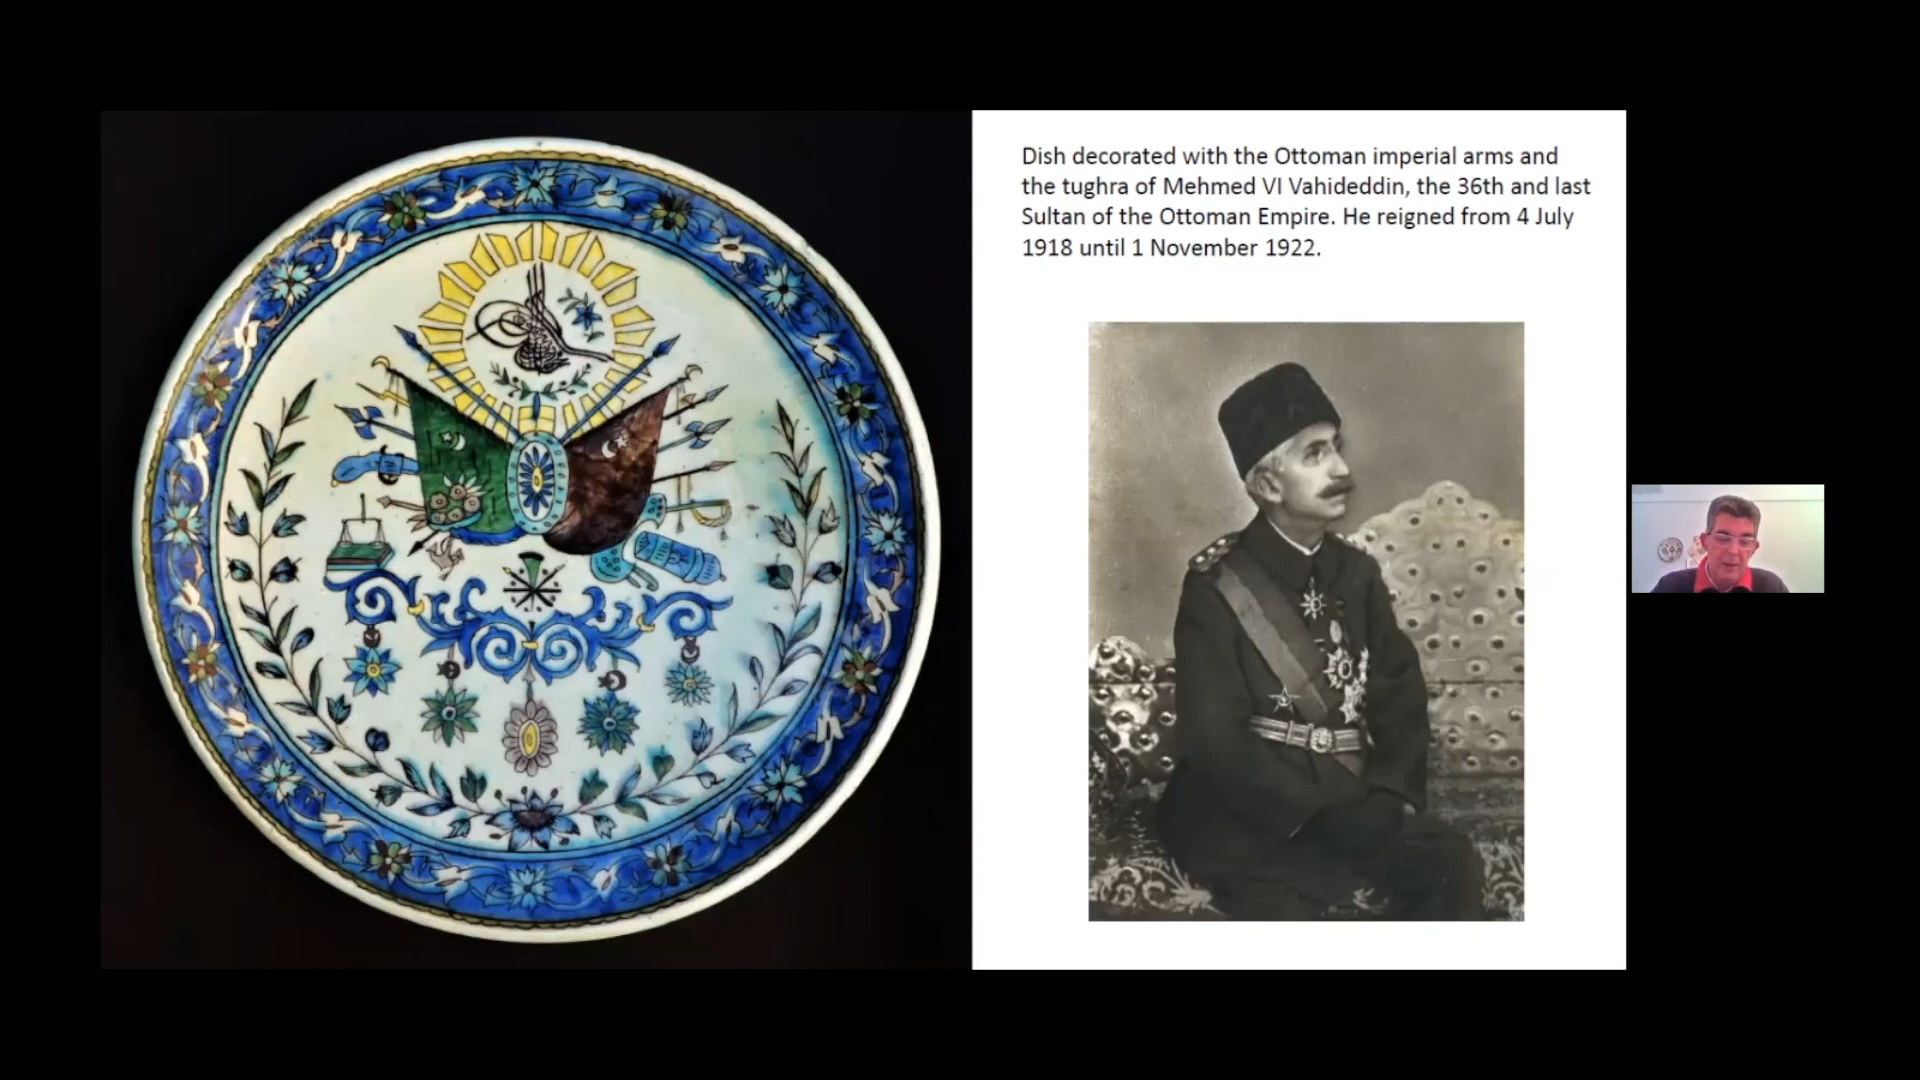 Dish decorated with the Ottoman imperial arms and
the tughra of Mehmed VI Vahideddin, the 36th and last
Sultan of the Ottoman Empire. He reigned from 4 July
1918 until 1 November 1922.